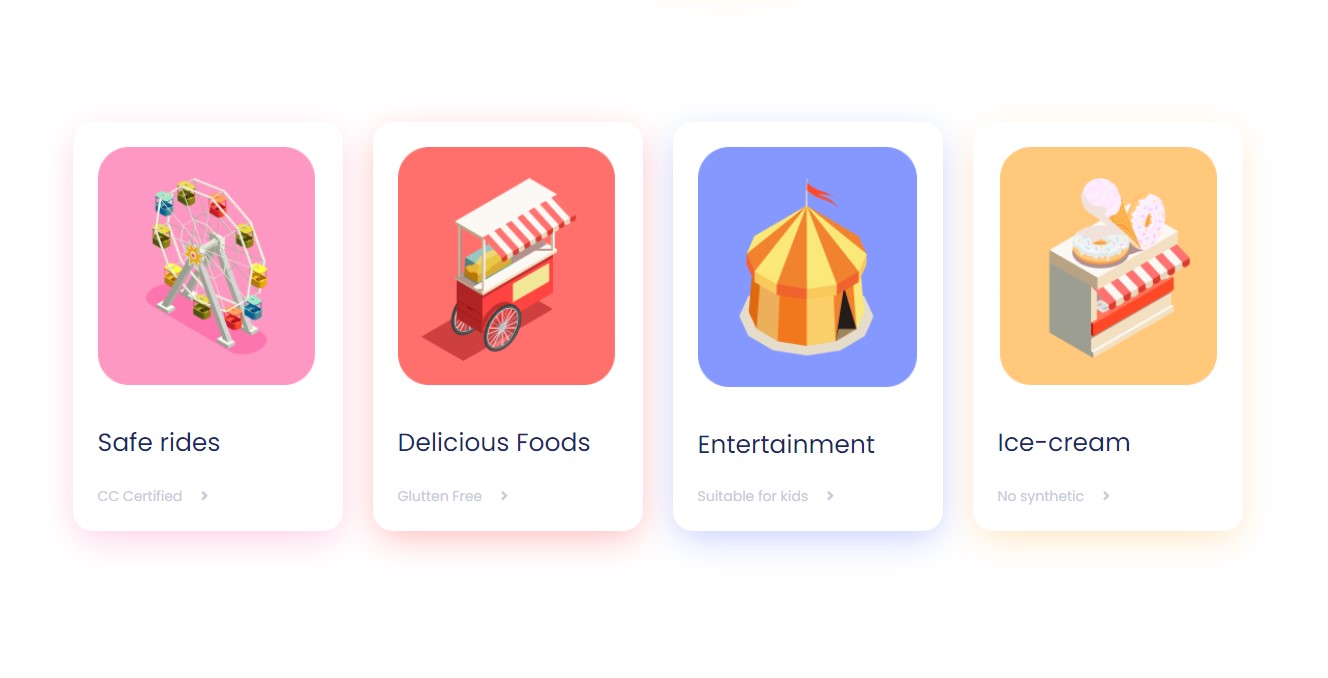 Safe rides
CC Certified
Delicious Foods
Glutten Free
Entertainment
Suitable for kids
Ice-cream
No synthetic